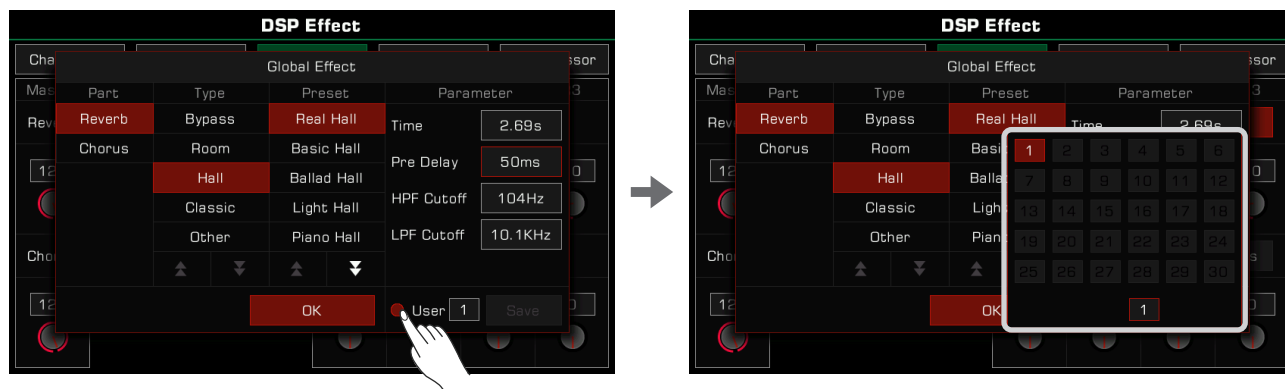 DSP Effect
Cha
ssor
Global Effect
Mas
Part
Type
Preset
Parameter
3
Rev
Reverb
Bypass
Real Hall
Time
2.69s
Chorus
Room
Basic Hall
Pre Delay
50ms
12
0
Hall
Ballad Hall
HPF Cutoff
104Hz
Classic
Light Hall
LPF Cutoff
10.1KHz
Other
Piano Hall
Cho
12
OK
User
1
Save
DSP Effect
Cha
ssor
Global Effect
Mas
Part
Type
Preset
Parameter
3
Rev
Reverb
Bypass
Real Hall
Time
2.69s
Chorus
Room
Basi
12
0
Hall
Balla
Classic
Ligh
Other
Pian
Cho
s
12
OK
1 2 3 4 5 6
7 8 9 10 11 12
13 14 15 16 17 18
19 20 21 22 23 24
25 26 27 28 29 30
1